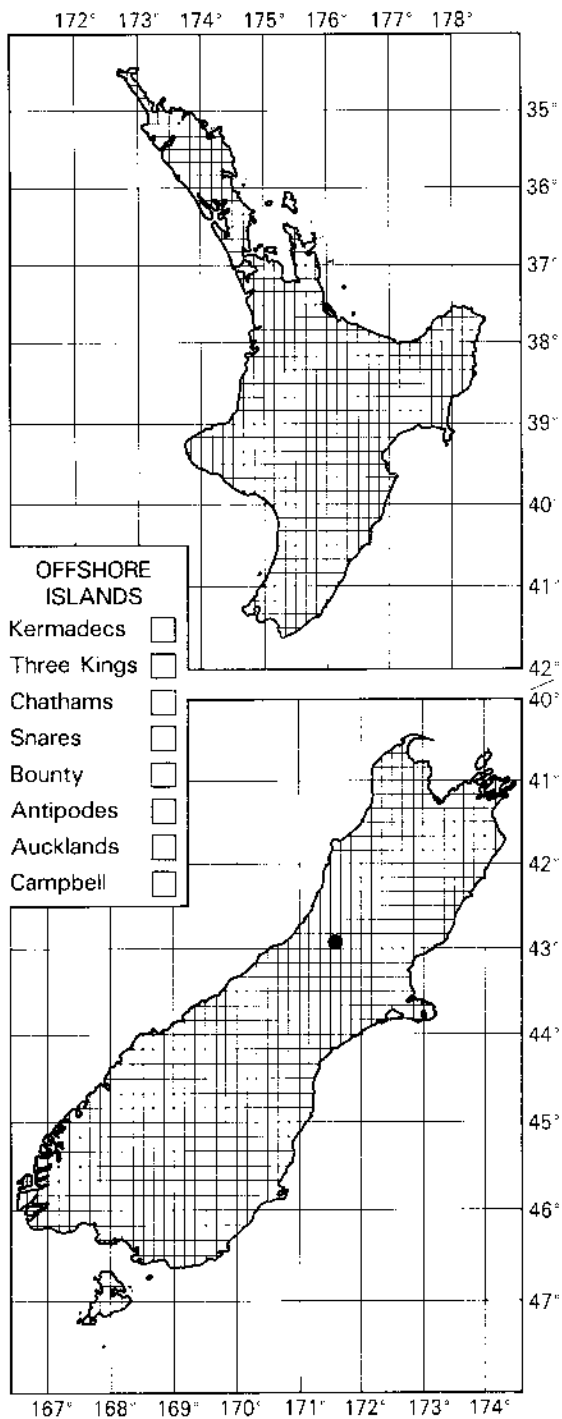 172° 173° 174° 175° 176° 177° 178°
35°
36°
37°
38°
39°
40°
41°
42°
OFFSHORE
ISLANDS
Kermadecs
Three Kings
Chathams
Snares
Bounty
Antipodes
Aucklands
Campbell
40°
41°
42°
43°
44°
45°
46°
47°
167° 168° 169° 170° 171° 172° 173° 174°